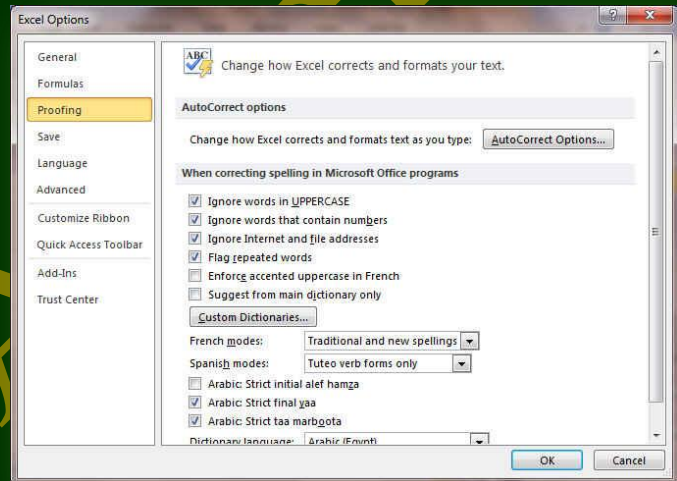 Excel Options
General
Formulas
Proofing
Save
Language
Advanced
Customize Ribbon
Quick Access Toolbar
Add-Ins
Trust Center
ABC
Change how Excel corrects and formats your text.
AutoCorrect options
Change how Excel corrects and formats text as you type: AutoCorrect Options...
When correcting spelling in Microsoft Office programs
Ignore words in UPPERCASE
Ignore words that contain numbers
Ignore Internet and file addresses
Flag repeated words
Enforce accented uppercase in French
Suggest from main dictionary only
Custom Dictionaries...
French modes: Traditional and new spellings
Spanish modes: Tuteo verb forms only
Arabic: Strict initial alef hamza
Arabic: Strict final yaa
Arabic: Strict taa marboota
Dictionary language: Arabic (Egypt)
OK Cancel